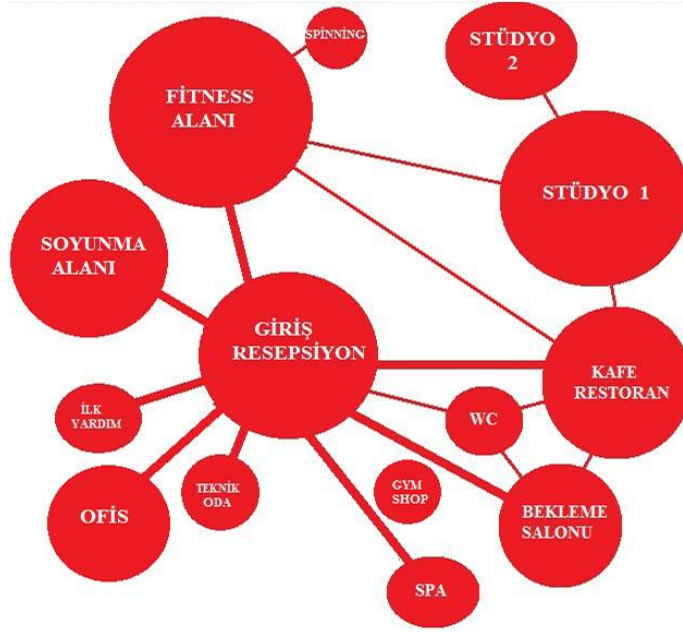 SPİNNİNG
STÜDYO
2
FİTNESS
ALANI
STÜDYO 1
SOYUNMA
ALANI
GİRİŞ
RESEPSİYON
KAFE
RESTORAN
İLK
YARDIM
WC
TEKNİK
ODA
GYM
SHOP
OFİS
BEKLEME
SALONU
SPA